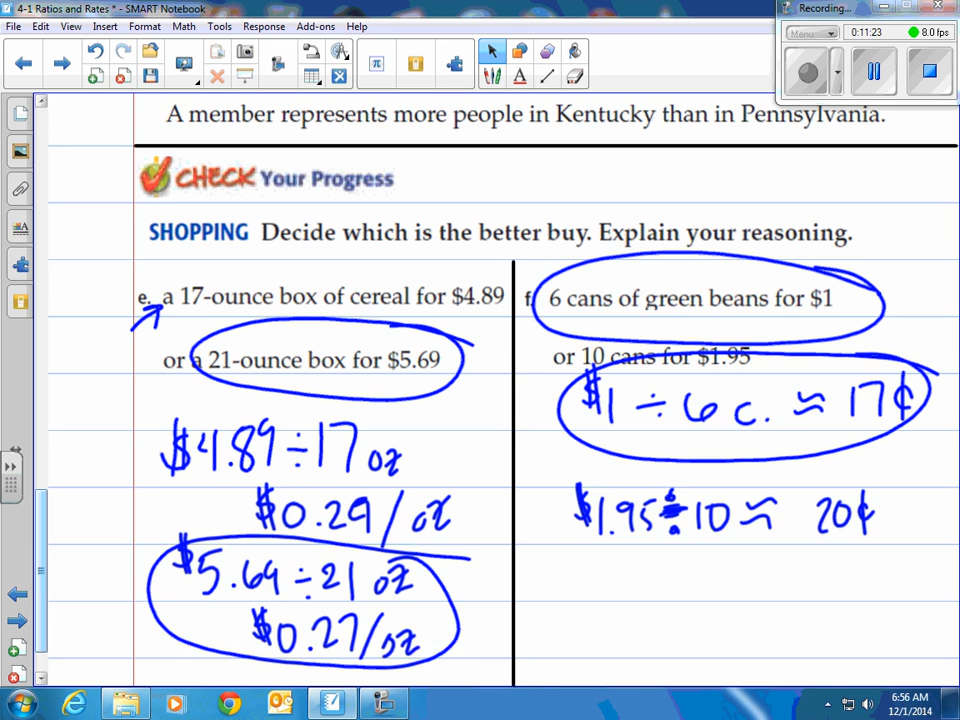 4-1 Ratios and Rates * - SMART Notebook
Recording...
File Edit View Insert Format Math Tools Response Add-ons Help
Menu 0:11:23 8.0 fps
A member represents more people in Kentucky than in Pennsylvania.
CHECK Your Progress
SHOPPING Decide which is the better buy. Explain your reasoning.
e. a 17-ounce box of cereal for $4.89
or a 21-ounce box for $5.69
$4.89 ÷ 17 oz
$0.29/oz
$5.69 ÷ 21 oz
$0.27/oz
f. 6 cans of green beans for $1
or 10 cans for $1.95
$1 ÷ 6 c. ≈ 17¢
$1.95 ÷ 10 ≈ 20¢
6:56 AM
12/1/2014